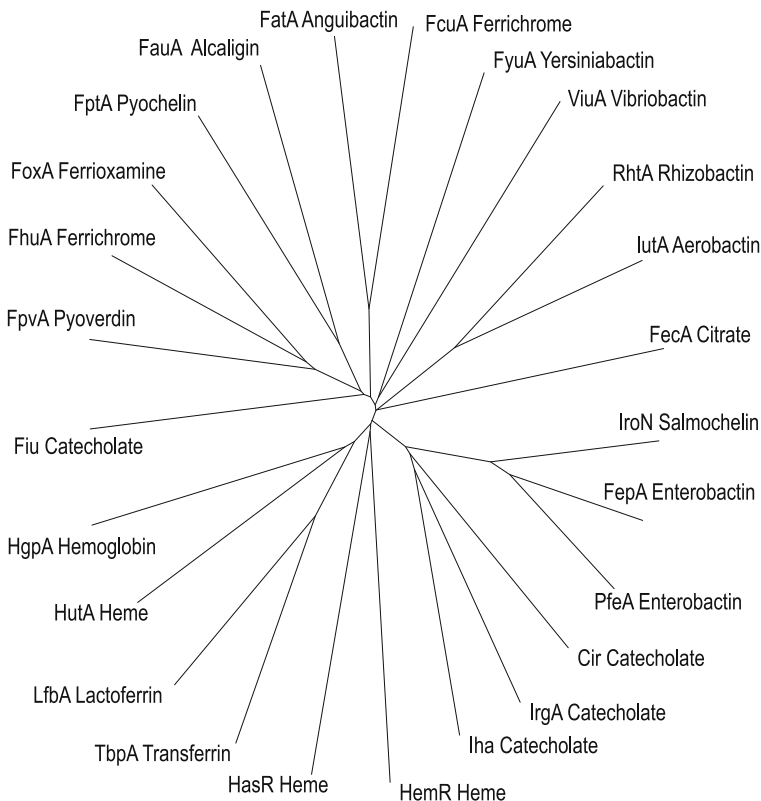 FatA Anguibactin
FcuA Ferrichrome
FauA Alcaligin
FyuA Yersiniabactin
FptA Pyochelin
ViuA Vibriobactin
FoxA Ferrioxamine
RhtA Rhizobactin
FhuA Ferrichrome
IutA Aerobactin
FpvA Pyoverdin
FecA Citrate
IroN Salmochelin
Fiu Catecholate
FepA Enterobactin
HgpA Hemoglobin
PfeA Enterobactin
HutA Heme
Cir Catecholate
LfbA Lactoferrin
IrgA Catecholate
Iha Catecholate
TbpA Transferrin
HasR Heme
HemR Heme